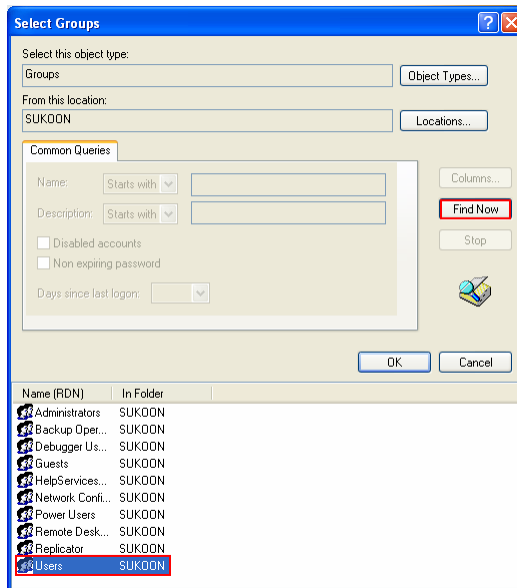 Select Groups
Select this object type:
Groups
Object Types...
From this location:
SUKOON
Locations...
Common Queries
Name:
Starts with
Columns...
Description:
Starts with
Find Now
Disabled accounts
Stop
Non expiring password
Days since last logon:
OK
Cancel
Name (RDN) In Folder
Administrators SUKOON
Backup Oper... SUKOON
Debugger Us... SUKOON
Guests SUKOON
HelpServices... SUKOON
Network Confi... SUKOON
Power Users SUKOON
Remote Desk... SUKOON
Replicator SUKOON
Users SUKOON